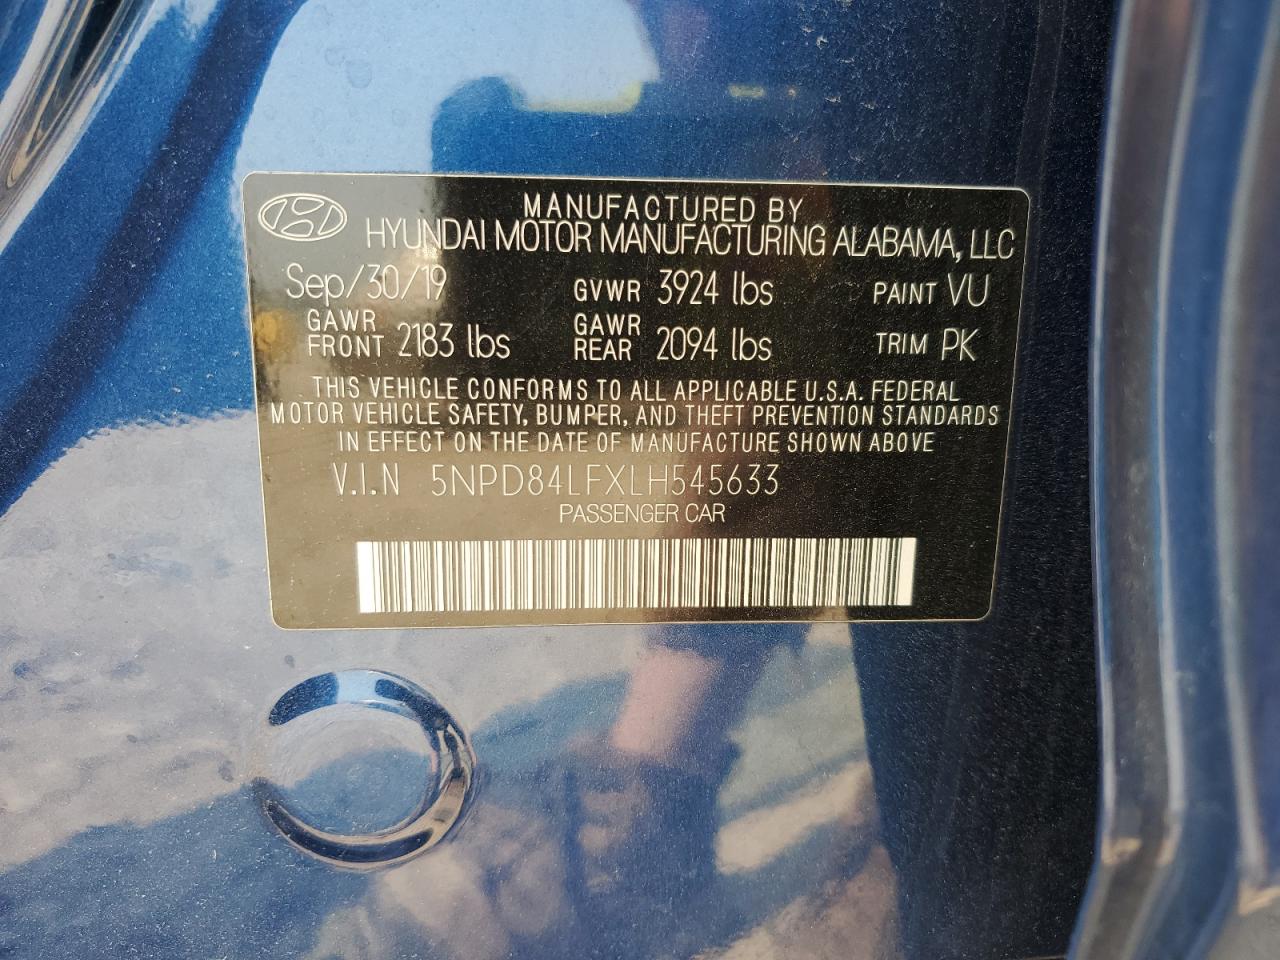 MANUFACTURED BY
HYUNDAI MOTOR MANUFACTURING ALABAMA, LLC
Sep/30/19 GVWR 3924 lbs PAINT VU
GAWR FRONT 2183 lbs GAWR REAR 2094 lbs TRIM PK
THIS VEHICLE CONFORMS TO ALL APPLICABLE U.S.A. FEDERAL
MOTOR VEHICLE SAFETY, BUMPER, AND THEFT PREVENTION STANDARDS
IN EFFECT ON THE DATE OF MANUFACTURE SHOWN ABOVE
V.I.N 5NPD84LFXLH545633
PASSENGER CAR